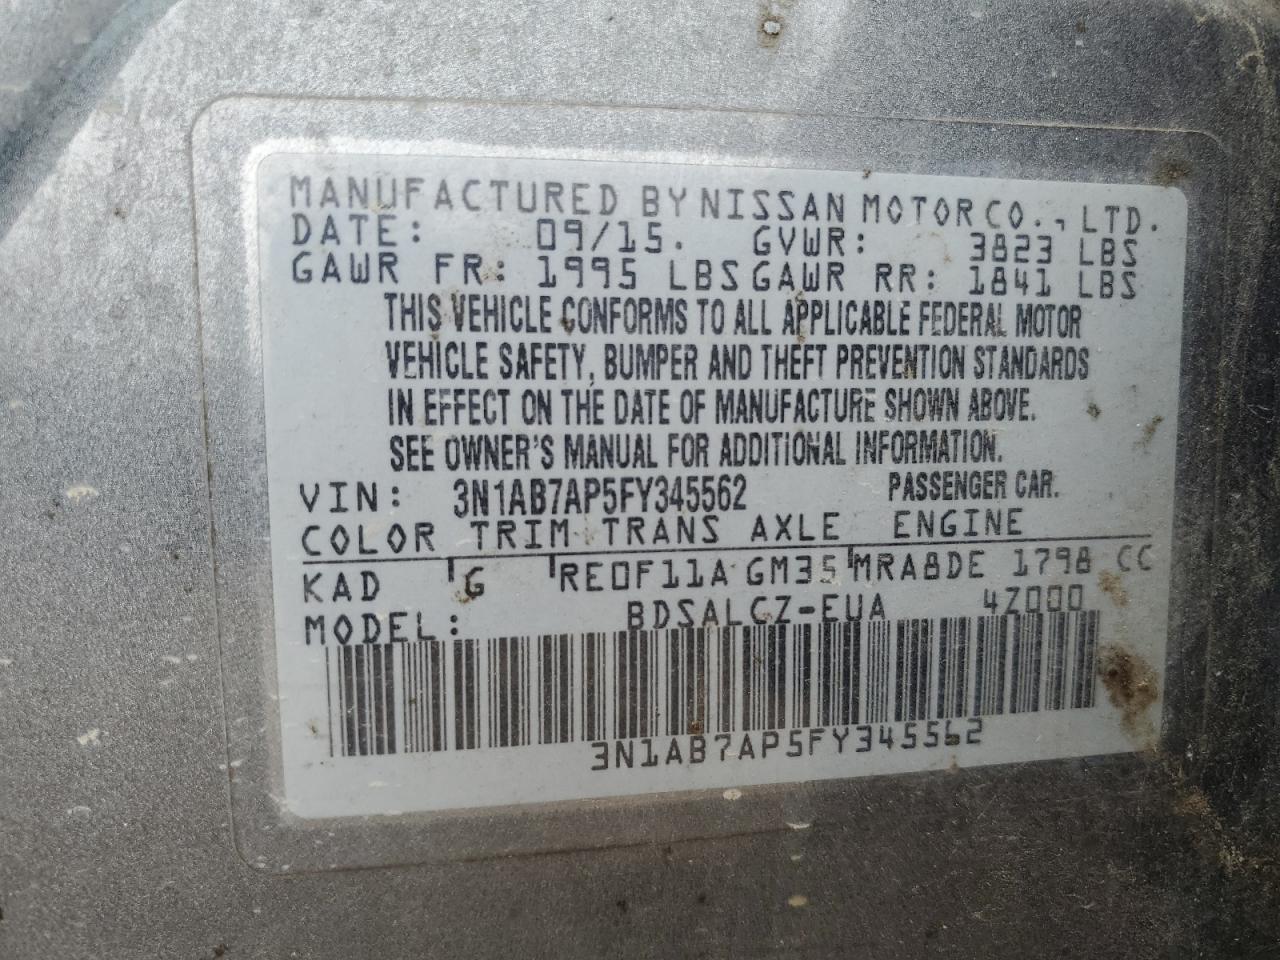 MANUFACTURED BY NISSAN MOTOR CO., LTD.
DATE: 09/15. GVWR: 3823 LBS
GAWR FR: 1995 LBS GAWR RR: 1841 LBS
THIS VEHICLE CONFORMS TO ALL APPLICABLE FEDERAL MOTOR
VEHICLE SAFETY, BUMPER AND THEFT PREVENTION STANDARDS
IN EFFECT ON THE DATE OF MANUFACTURE SHOWN ABOVE.
SEE OWNER'S MANUAL FOR ADDITIONAL INFORMATION.
VIN: 3N1AB7AP5FY345562 PASSENGER CAR.
COLOR TRIM TRANS AXLE ENGINE
KAD G RE0F11A GM35 MRA8DE 1798 CC
MODEL: BDSALCZ-EUA 4Z000
3N1AB7AP5FY345562